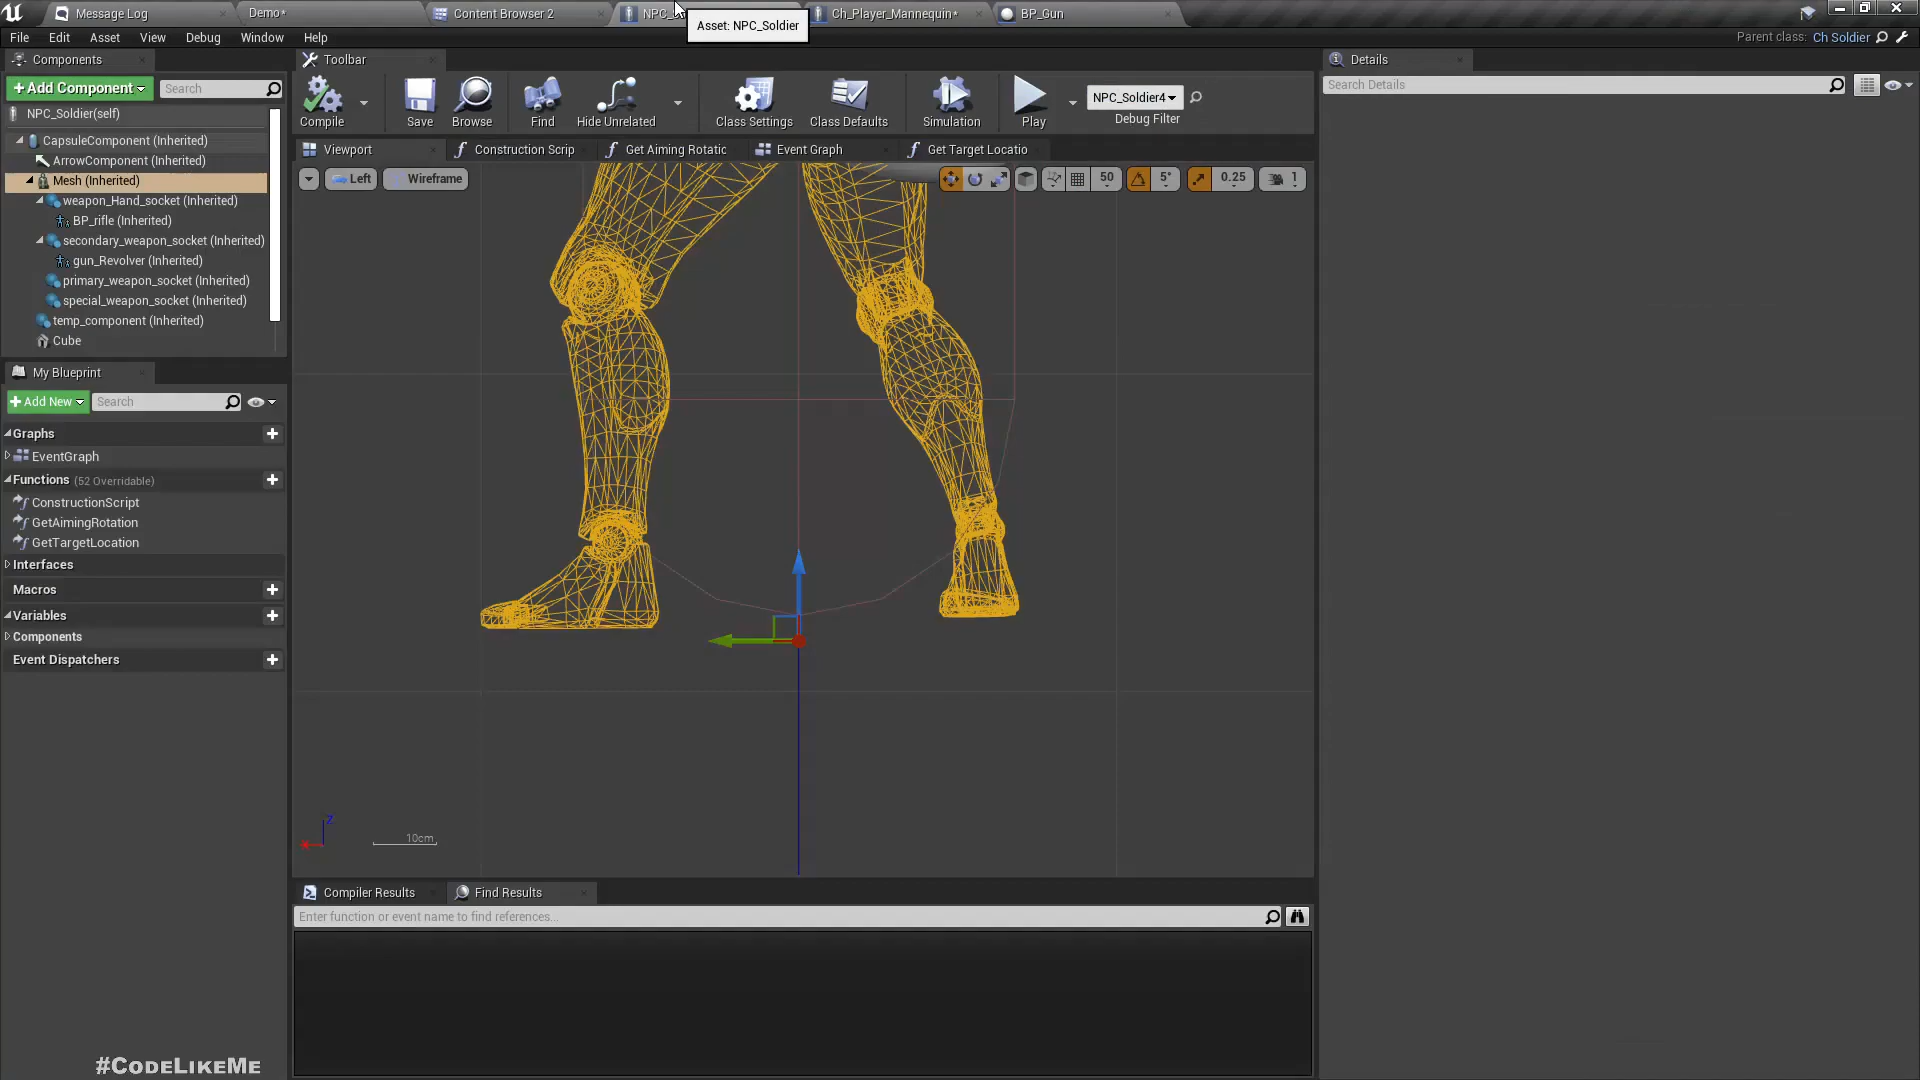 Message Log
Demo*
Content Browser 2
NPC_
Ch_Player_Mannequin*
BP_Gun
Asset: NPC_Soldier
File Edit Asset View Debug Window Help
Parent class: Ch Soldier
Components
Toolbar
Details
+Add Component
Search
Search Details
NPC_Soldier(self)
CapsuleComponent (Inherited)
ArrowComponent (Inherited)
Mesh (Inherited)
weapon_Hand_socket (Inherited)
BP_rifle (Inherited)
secondary_weapon_socket (Inherited)
gun_Revolver (Inherited)
primary_weapon_socket (Inherited)
special_weapon_socket (Inherited)
temp_component (Inherited)
Cube
Compile
Save
Browse
Find
Hide Unrelated
Class Settings
Class Defaults
Simulation
Play
NPC_Soldier4
Debug Filter
Viewport
Construction Scrip
Get Aiming Rotatic
Event Graph
Get Target Locatio
Left
Wireframe
50
5°
0.25
1
My Blueprint
+Add New
Search
Graphs
EventGraph
Functions (52 Overridable)
ConstructionScript
GetAimingRotation
GetTargetLocation
Interfaces
Macros
Variables
Components
Event Dispatchers
Z
10cm
Compiler Results
Find Results
Enter function or event name to find references...
#CodeLikeMe